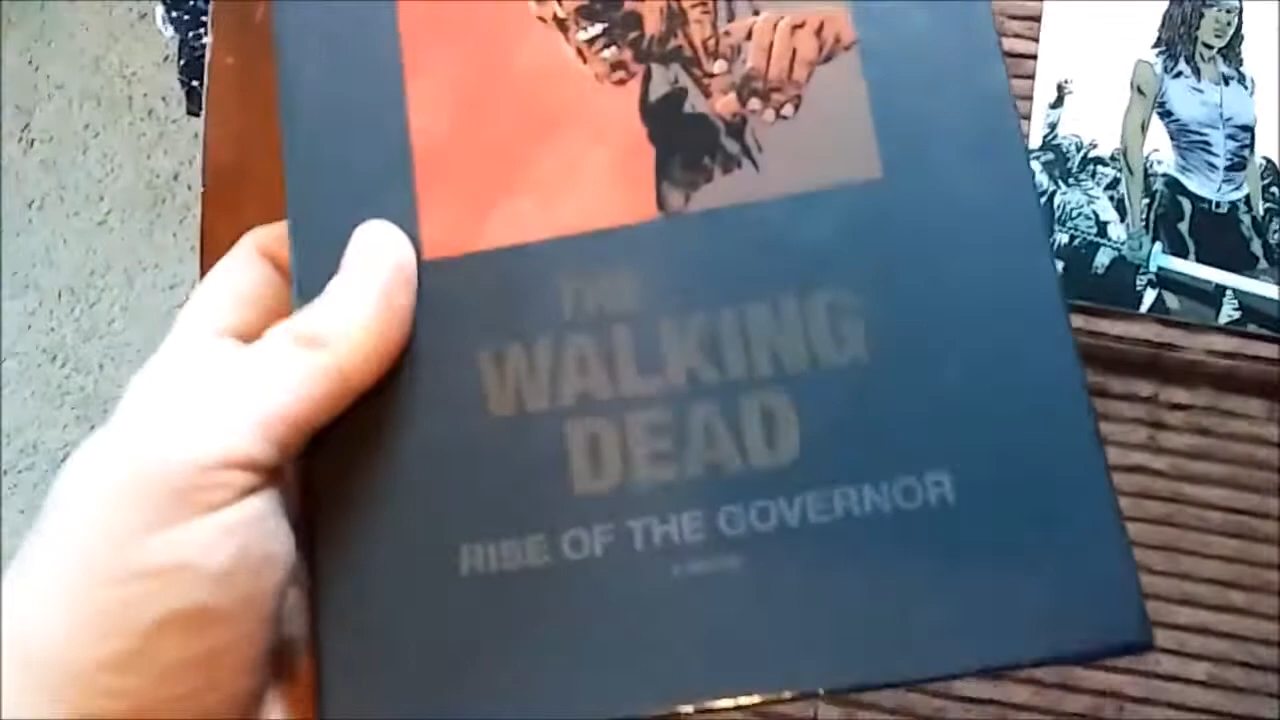 THE
WALKING
DEAD
RISE OF THE GOVERNOR